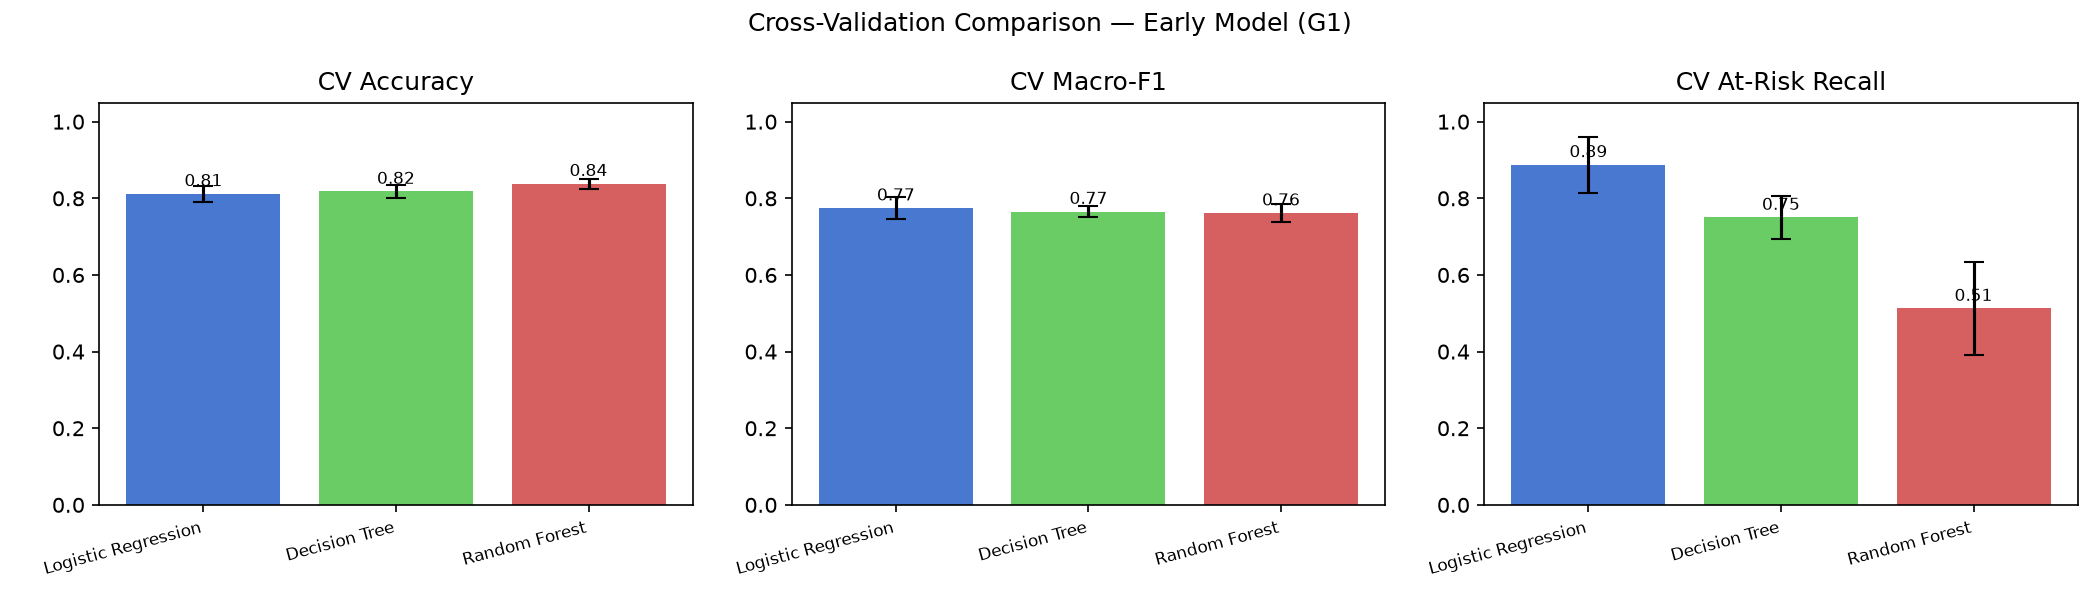 Cross-Validation Comparison — Early Model (G1)
CV Accuracy
1.0
0.8
0.6
0.4
0.2
0.0
0.81
0.82
0.84
Logistic Regression
Decision Tree
Random Forest
CV Macro-F1
1.0
0.8
0.6
0.4
0.2
0.0
0.77
0.77
0.76
Logistic Regression
Decision Tree
Random Forest
CV At-Risk Recall
1.0
0.8
0.6
0.4
0.2
0.0
0.89
0.75
0.51
Logistic Regression
Decision Tree
Random Forest